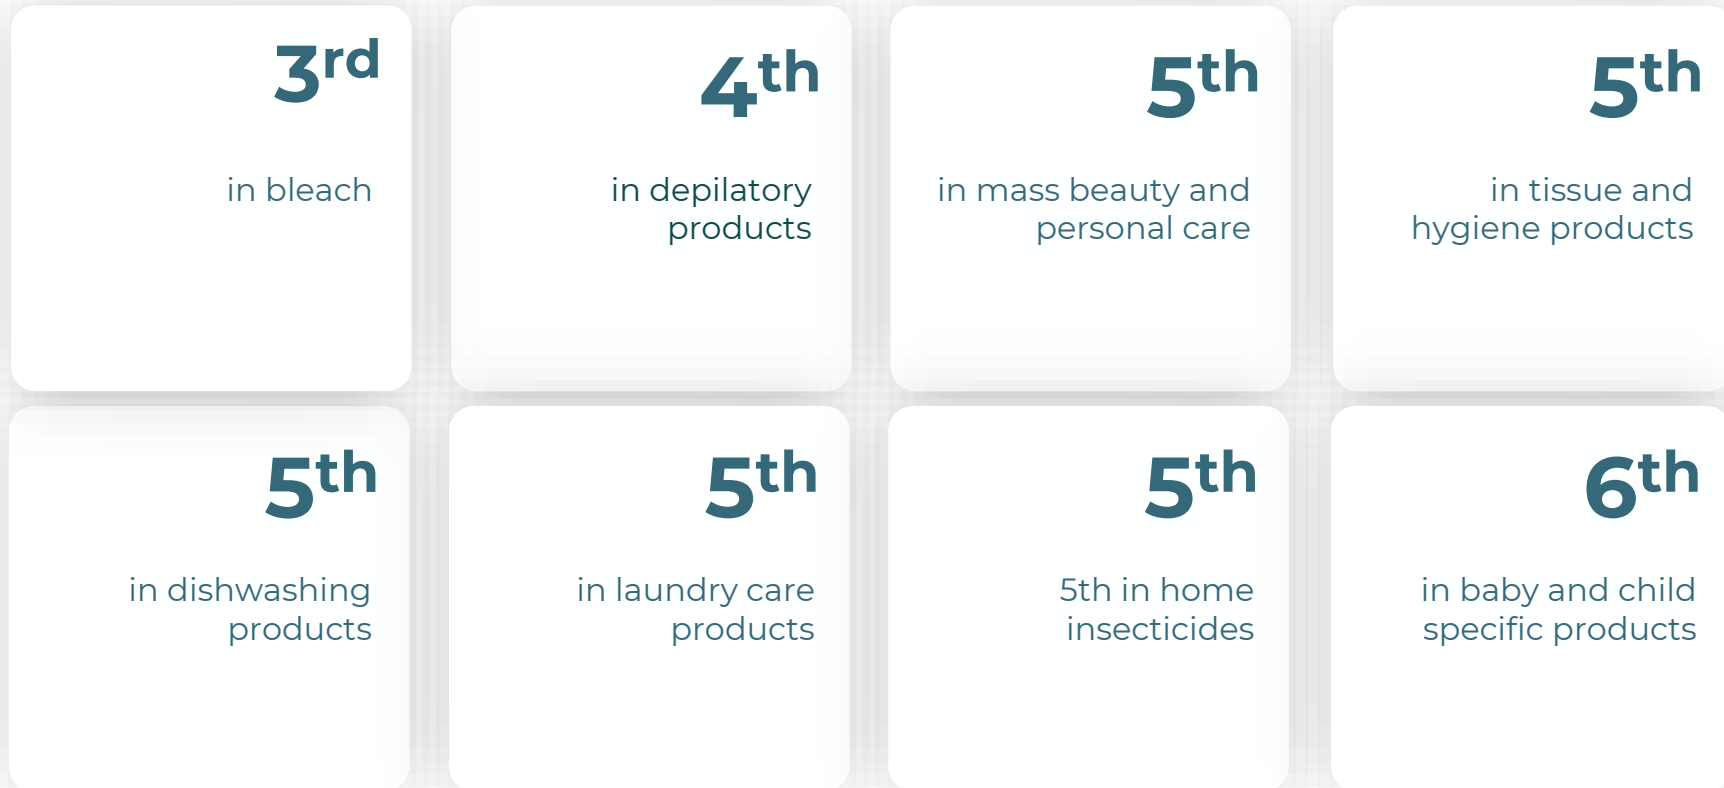 3rd
in bleach
4th
in depilatory
products
5th
in mass beauty and
personal care
5th
in tissue and
hygiene products
5th
in dishwashing
products
5th
in laundry care
products
5th
5th in home
insecticides
6th
in baby and child
specific products